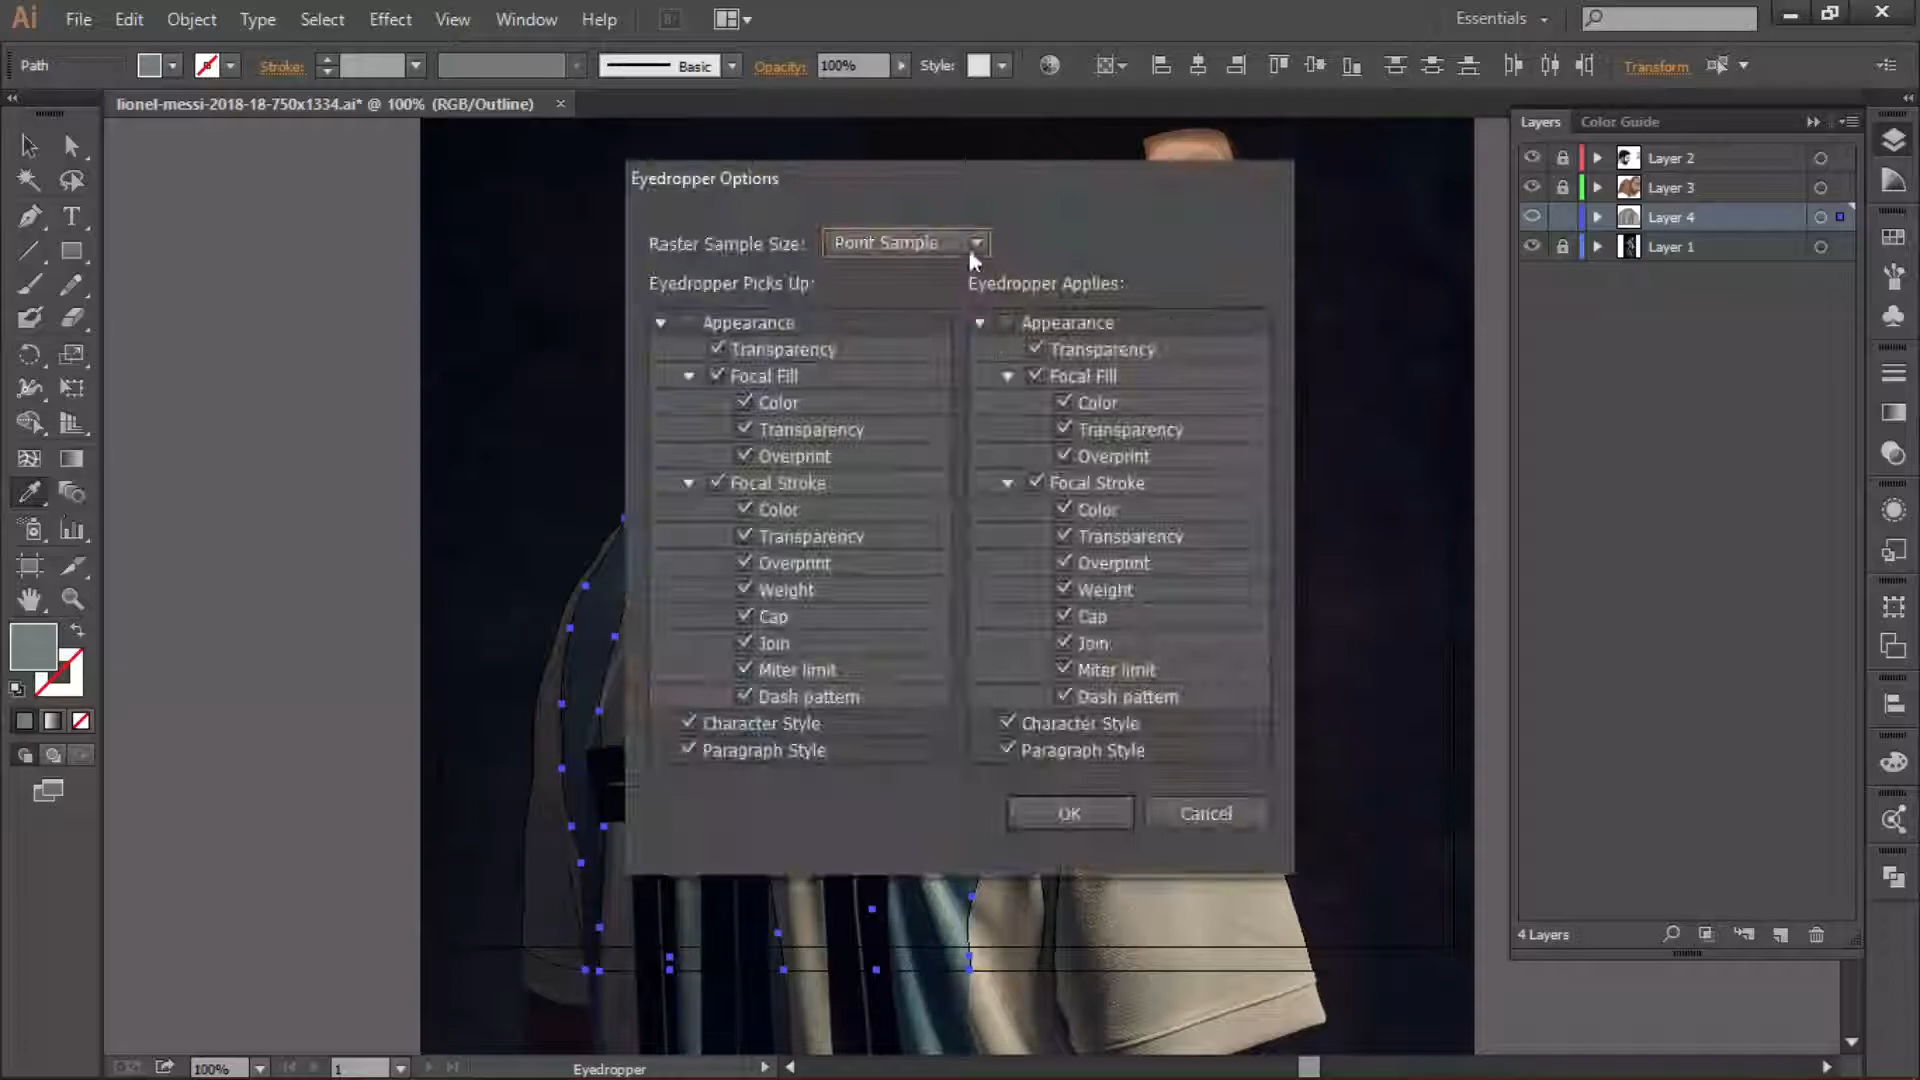 Ai File Edit Object Type Select Effect View Window Help Br Essentials
Path Stroke: Basic Opacity: 100% Style: Transform
lionel-messi-2018-18-750x1334.ai* @ 100% (RGB/Outline)
Layers Color Guide
Layer 2
Layer 3
Layer 4
Layer 1
Eyedropper Options
Raster Sample Size: Point Sample
Eyedropper Picks Up: Eyedropper Applies:
Appearance Appearance
Transparency Transparency
Focal Fill Focal Fill
Color Color
Transparency Transparency
Overprint Overprint
Focal Stroke Focal Stroke
Color Color
Transparency Transparency
Overprint Overprint
Weight Weight
Cap Cap
Join Join
Miter limit Miter limit
Dash pattern Dash pattern
Character Style Character Style
Paragraph Style Paragraph Style
OK Cancel
4 Layers
100% 1 Eyedropper